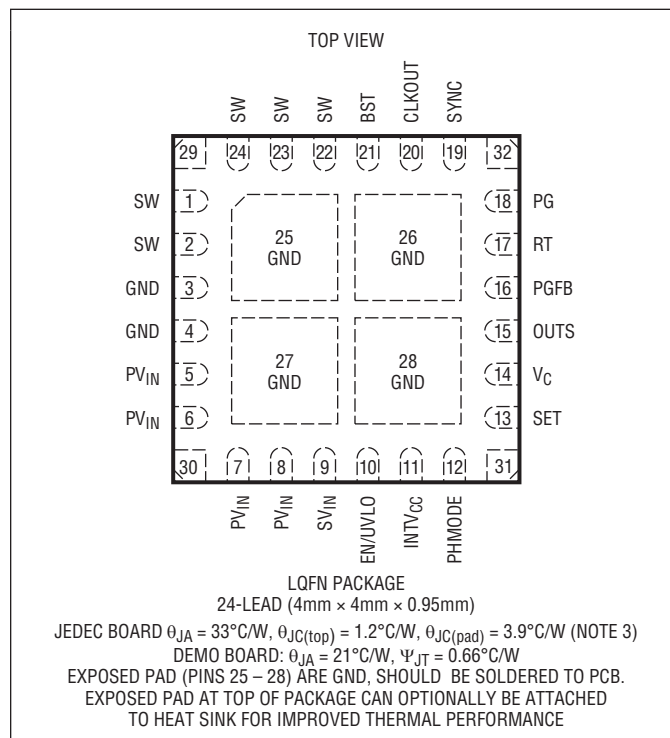 TOP VIEW
SW SW SW BST CLKOUT SYNC
29 24 23 22 21 20 19 32
SW 1 18 PG
SW 2 25 GND 26 GND 17 RT
GND 3 16 PGFB
GND 4 15 OUTS
PVIN 5 27 GND 28 GND 14 VC
PVIN 6 13 SET
30 7 8 9 10 11 12 31
PVIN PVIN SVIN EN/UVLO INTVCC PHMODE
LQFN PACKAGE
24-LEAD (4mm × 4mm × 0.95mm)
JEDEC BOARD θJA = 33°C/W, θJC(top) = 1.2°C/W, θJC(pad) = 3.9°C/W (NOTE 3)
DEMO BOARD: θJA = 21°C/W, ΨJT = 0.66°C/W
EXPOSED PAD (PINS 25 – 28) ARE GND, SHOULD BE SOLDERED TO PCB.
EXPOSED PAD AT TOP OF PACKAGE CAN OPTIONALLY BE ATTACHED
TO HEAT SINK FOR IMPROVED THERMAL PERFORMANCE